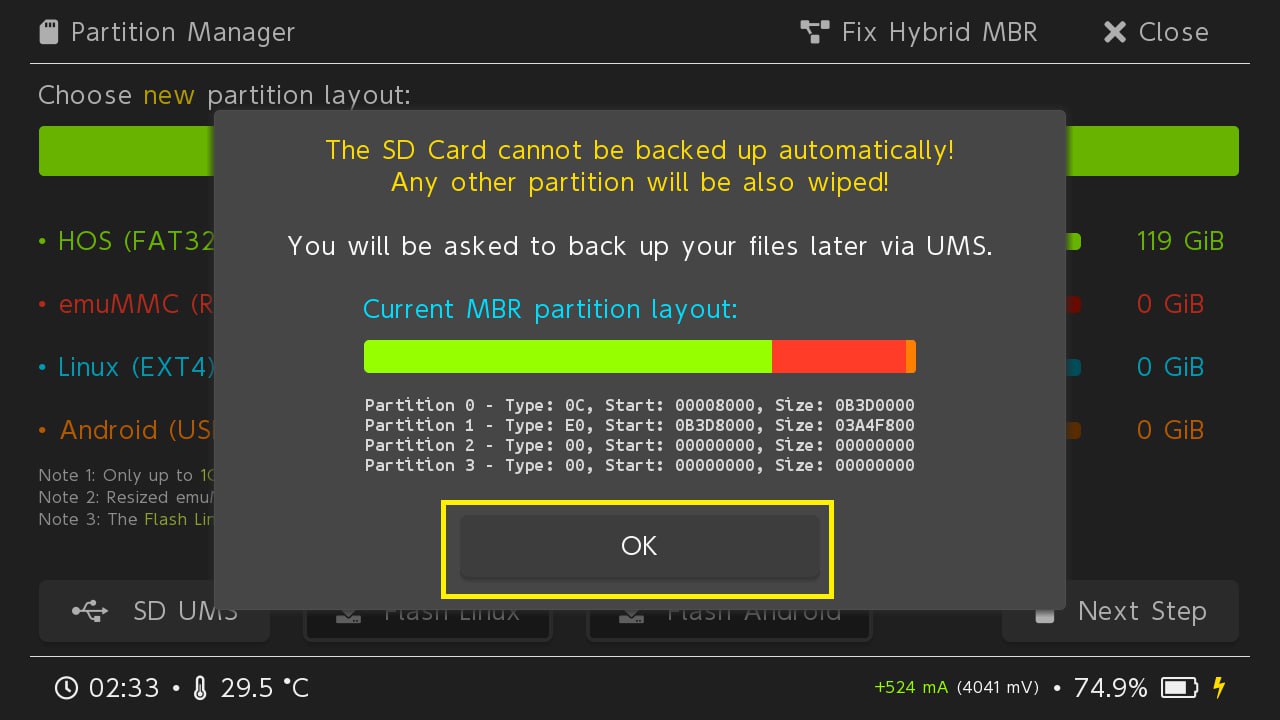 Partition Manager
Fix Hybrid MBR
Close
Choose new partition layout:
The SD Card cannot be backed up automatically!
Any other partition will be also wiped!
You will be asked to back up your files later via UMS.
Current MBR partition layout:
Partition 0 - Type: 0C, Start: 00008000, Size: 0B3D0000
Partition 1 - Type: E0, Start: 0B3D8000, Size: 03A4F800
Partition 2 - Type: 00, Start: 00000000, Size: 00000000
Partition 3 - Type: 00, Start: 00000000, Size: 00000000
OK
• HOS (FAT32
119 GiB
• emuMMC (R
0 GiB
• Linux (EXT4)
0 GiB
• Android (US
0 GiB
Note 1: Only up to
Note 2: Resized emu
Note 3: The Flash Li
SD UMS
Flash Linux
Flash Android
Next Step
02:33 • 29.5 °C
+524 mA (4041 mV) • 74.9%